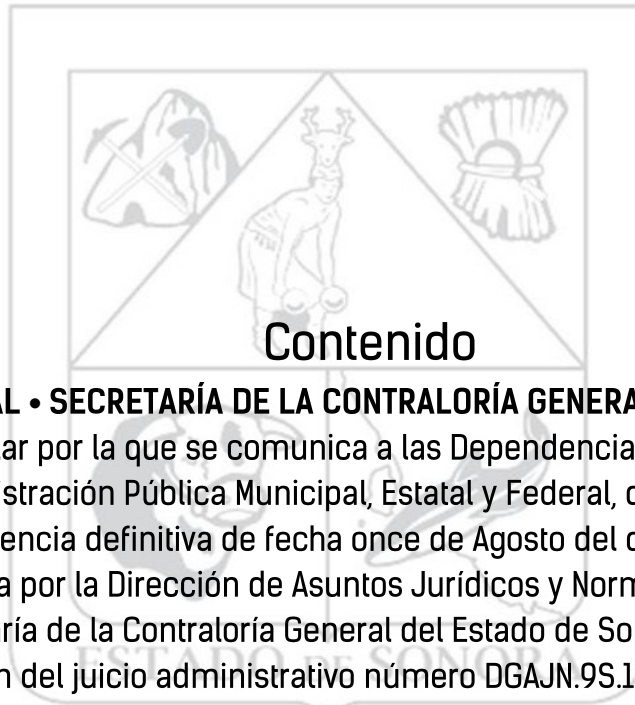 Contenido
AL • SECRETARÍA DE LA CONTRALORÍA GENERA
ar por la que se comunica a las Dependencia
stración Pública Municipal, Estatal y Federal,
encia definitiva de fecha once de Agosto del
a por la Dirección de Asuntos Jurídicos y Norm
ría de la Contraloría General del Estado de So
n del juicio administrativo número DGAJN.9S.1
ESTADO DE SONORA